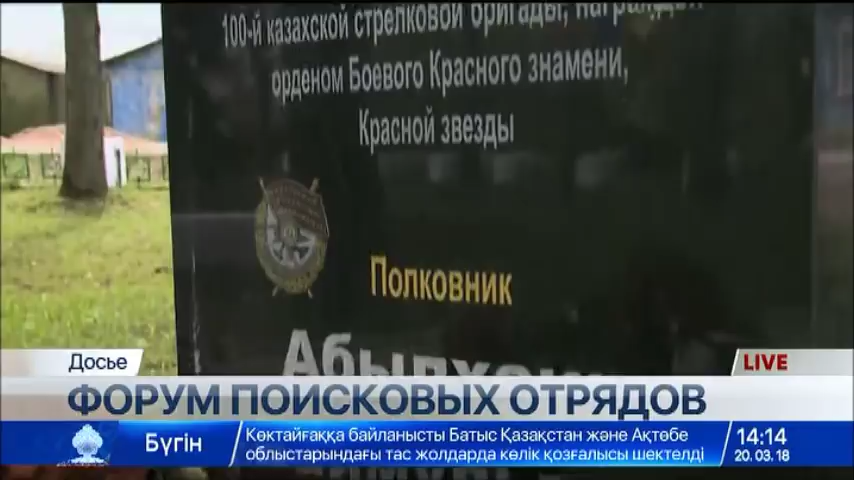 100-й казахской стрелковой бригады,
орденом Боевого Красного знамени,
Красной звезды
Полковник
Досье
LIVE
ФОРУМ ПОИСКОВЫХ ОТРЯДОВ
Бүгін
Көктайғаққа байланысты Батыс Қазақстан және Ақтөбе
облыстарындағы тас жолдарда көлік қозғалысы шектелді
14:14
20.03.18